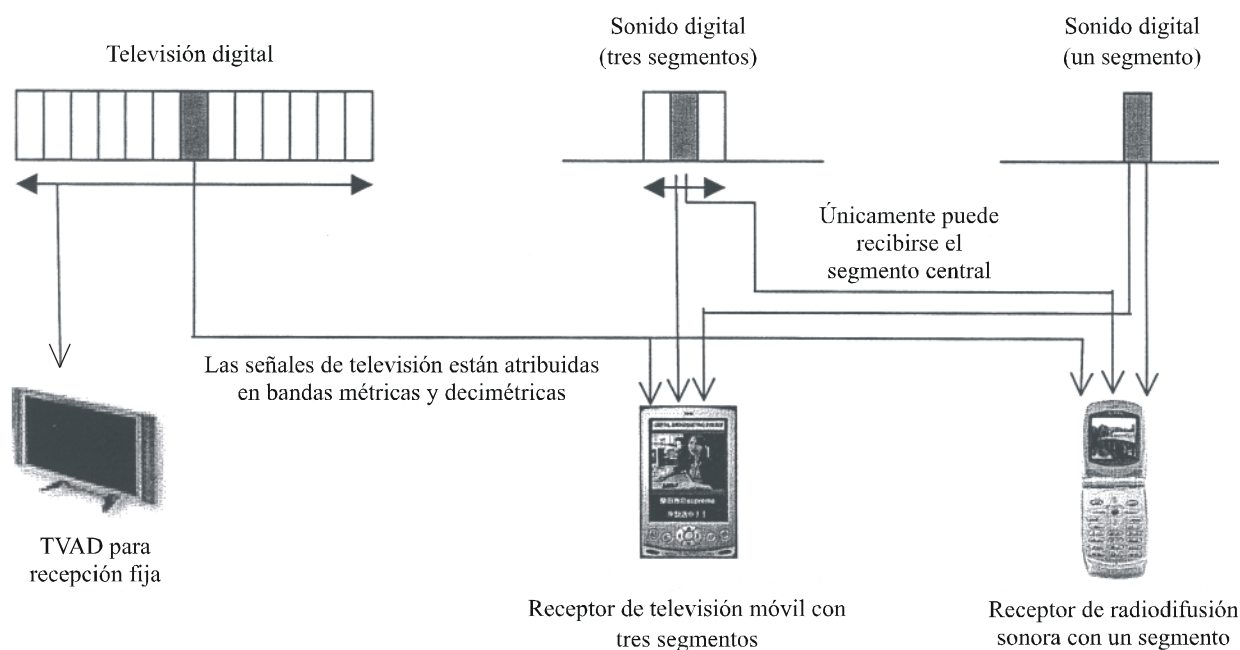 Televisión digital
Sonido digital
(tres segmentos)
Sonido digital
(un segmento)
Únicamente puede
recibirse el
segmento central
Las señales de televisión están atribuidas
en bandas métricas y decimétricas
TVAD para
recepción fija
Receptor de televisión móvil con
tres segmentos
Receptor de radiodifusión
sonora con un segmento